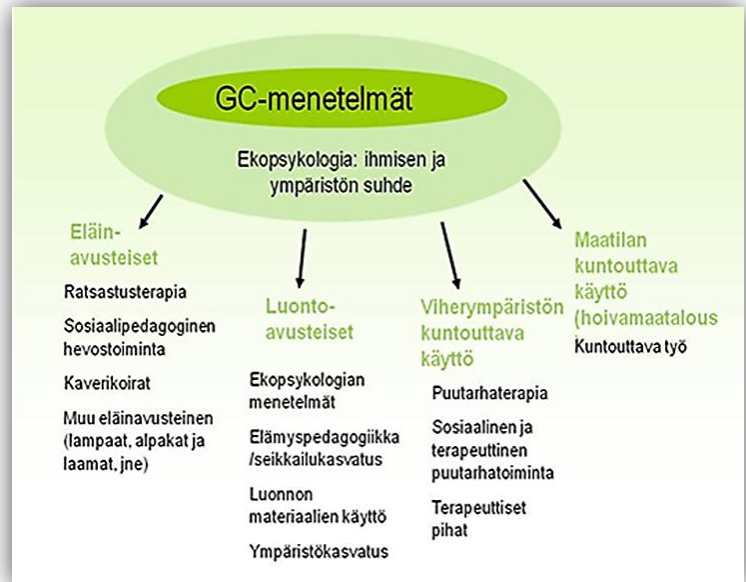 GC-menetelmät
Ekopsykologia: ihmisen ja
ympäristön suhde
Eläin-
avusteiset
Ratsastusterapia
Sosiaalipedagoginen
hevostoiminta
Kaverikoirat
Muu eläinavusteinen
(lampaat, alpakat ja
laamat, jne)
Luonto-
avusteiset
Ekopsykologian
menetelmät
Elämyspedagogiikka
/seikkailukasvatus
Luonnon
materiaalien käyttö
Ympäristökasvatus
Viherympäristön
kuntouttava
käyttö
Puutarhaterapia
Sosiaalinen ja
terapeuttinen
puutarhatoiminta
Terapeuttiset
pihat
Maatilan
kuntouttava
käyttö
(hoivamaatalous
Kuntouttava työ